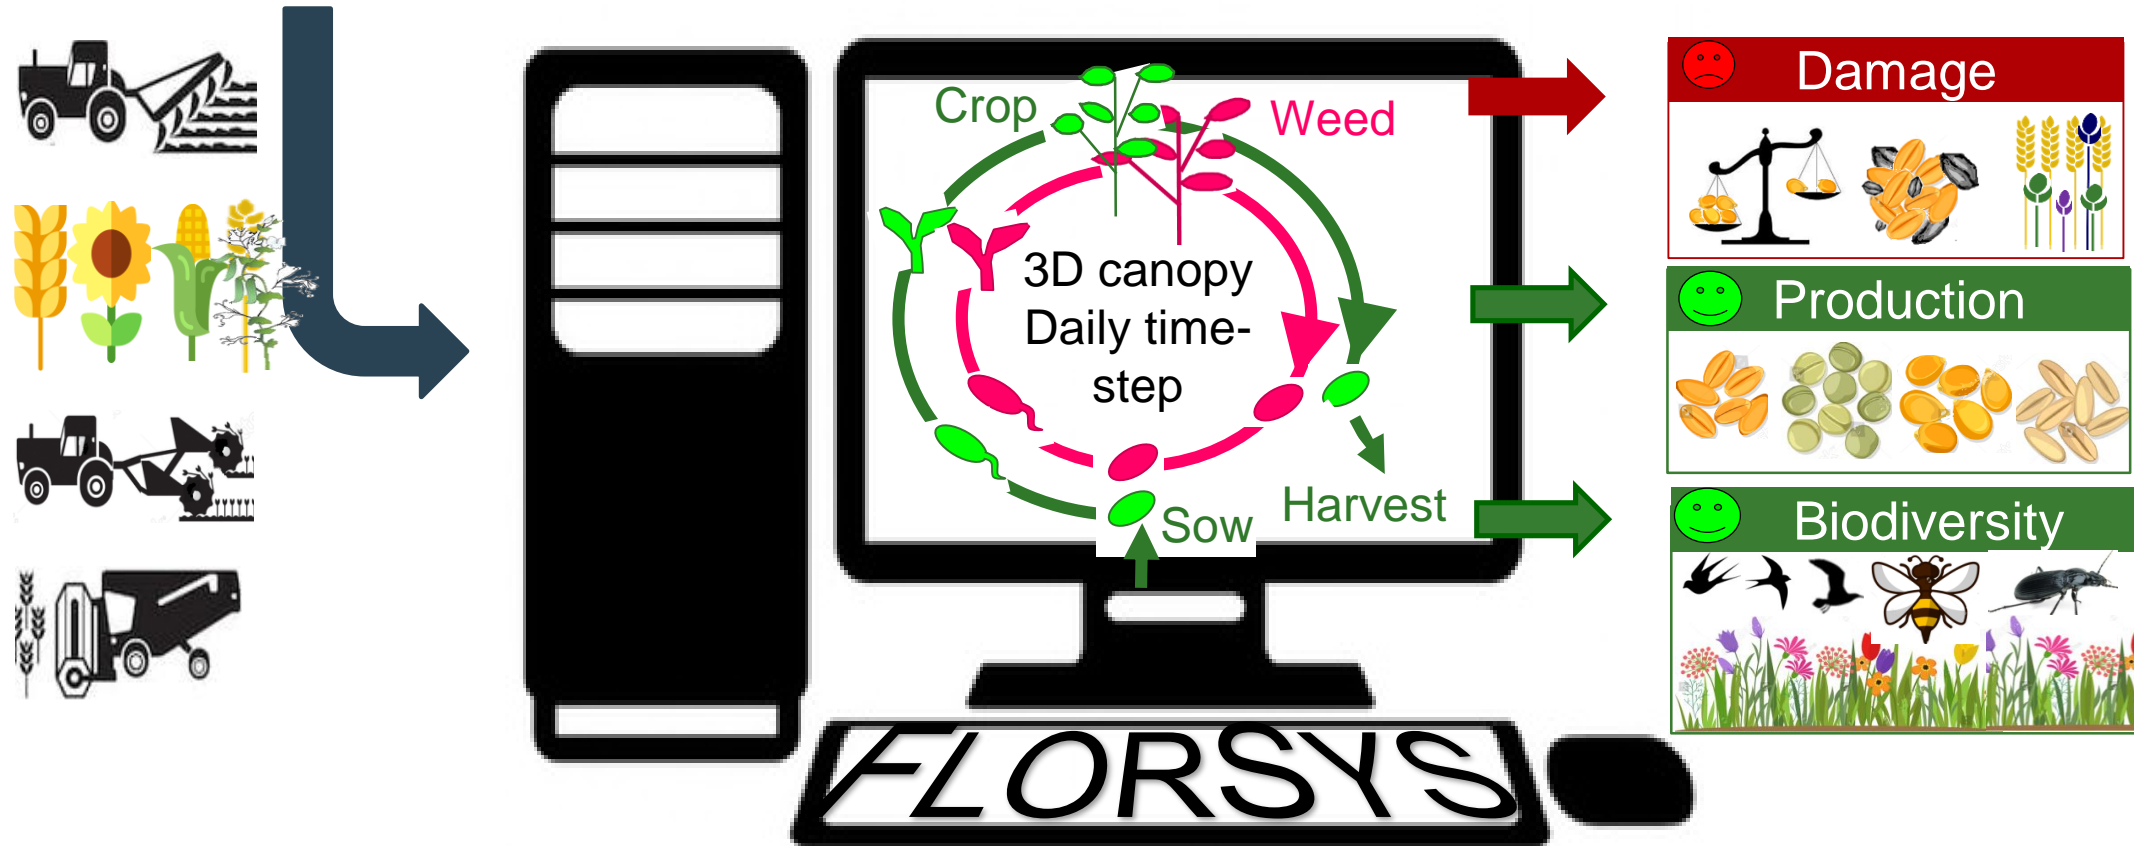 Crop
Weed
3D canopy
Daily time-
step
Sow
Harvest
Damage
Production
Biodiversity
FLORSYS